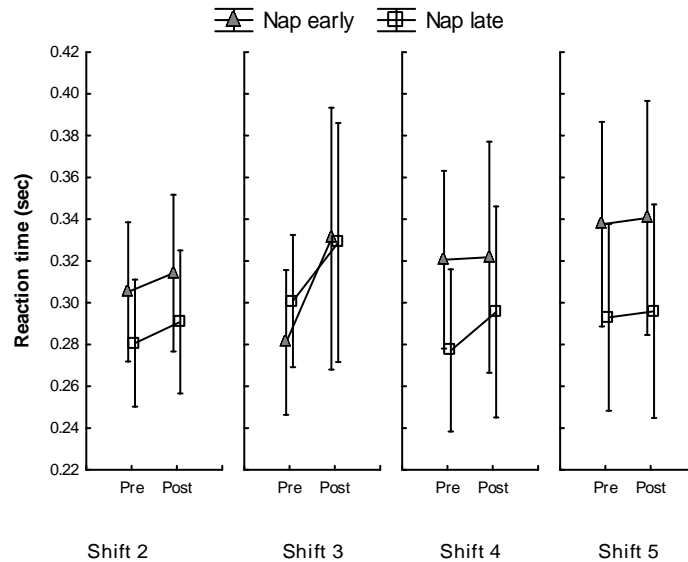 Nap early Nap late
Reaction time (sec)
0.42
0.40
0.38
0.36
0.34
0.32
0.30
0.28
0.26
0.24
0.22
Pre Post Pre Post Pre Post Pre Post
Shift 2 Shift 3 Shift 4 Shift 5